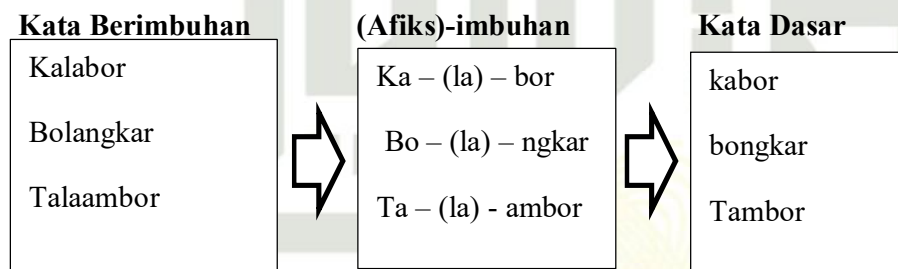 Kata Berimbuhan (Afiks)-imbuhan Kata Dasar
Kalabor Ka – (la) – bor kabor
Bolangkar Bo – (la) – ngkar bongkar
Talaambor Ta – (la) - ambor Tambor